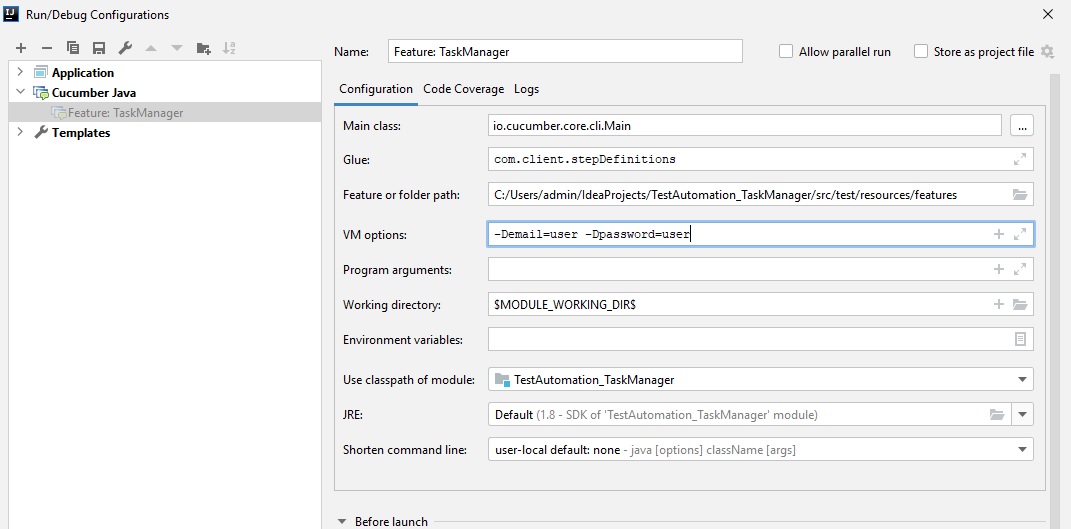 IJ Run/Debug Configurations
Name: Feature: TaskManager Allow parallel run Store as project file
Application
Cucumber Java
Feature: TaskManager
Templates
Configuration Code Coverage Logs
Main class: io.cucumber.core.cli.Main ...
Glue: com.client.stepDefinitions
Feature or folder path: C:/Users/admin/IdeaProjects/TestAutomation_TaskManager/src/test/resources/features
VM options: -Demail=user -Dpassword=user
Program arguments:
Working directory: $MODULE_WORKING_DIR$
Environment variables:
Use classpath of module: TestAutomation_TaskManager
JRE: Default (1.8 - SDK of 'TestAutomation_TaskManager' module)
Shorten command line: user-local default: none - java [options] className [args]
Before launch